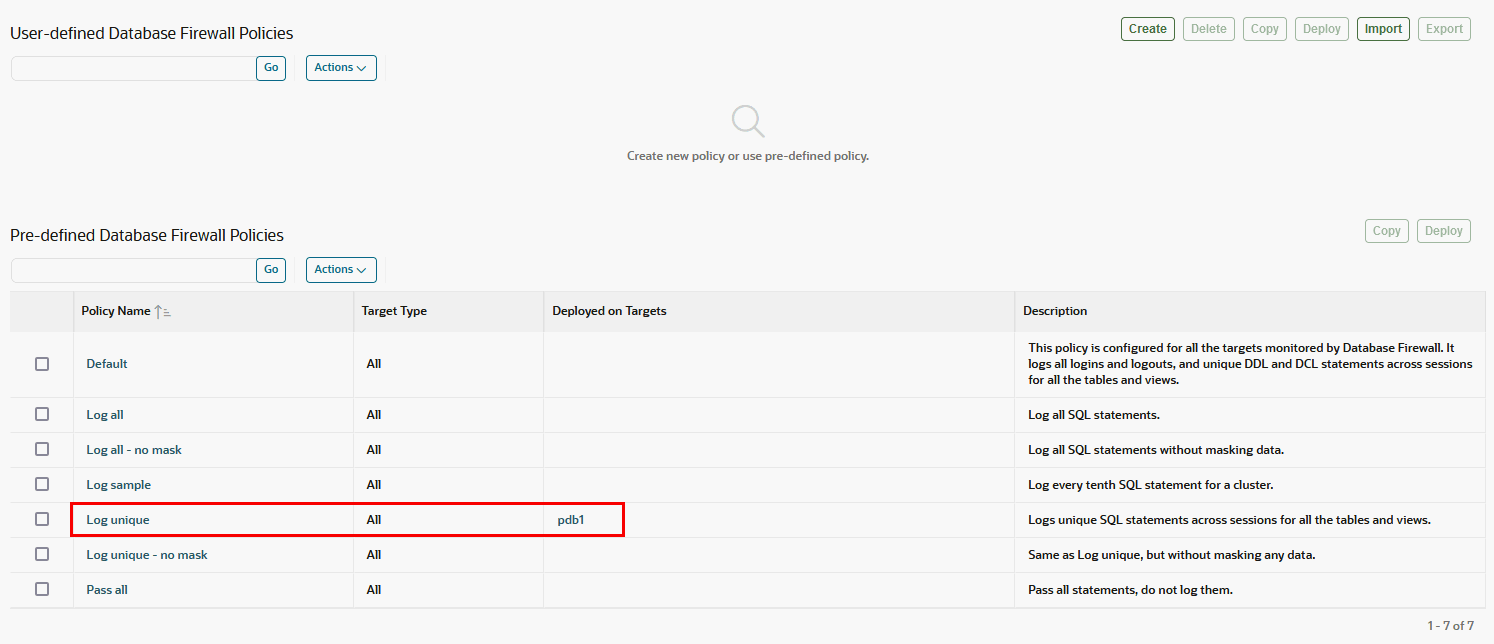 User-defined Database Firewall Policies
Create Delete Copy Deploy Import Export
Go Actions
Create new policy or use pre-defined policy.
Pre-defined Database Firewall Policies
Copy Deploy
Go Actions
Policy Name Target Type Deployed on Targets Description
Default All This policy is configured for all the targets monitored by Database Firewall. It
logs all logins and logouts, and unique DDL and DCL statements across sessions
for all the tables and views.
Log all All Log all SQL statements.
Log all - no mask All Log all SQL statements without masking data.
Log sample All Log every tenth SQL statement for a cluster.
Log unique All pdb1 Logs unique SQL statements across sessions for all the tables and views.
Log unique - no mask All Same as Log unique, but without masking any data.
Pass all All Pass all statements, do not log them.
1 - 7 of 7